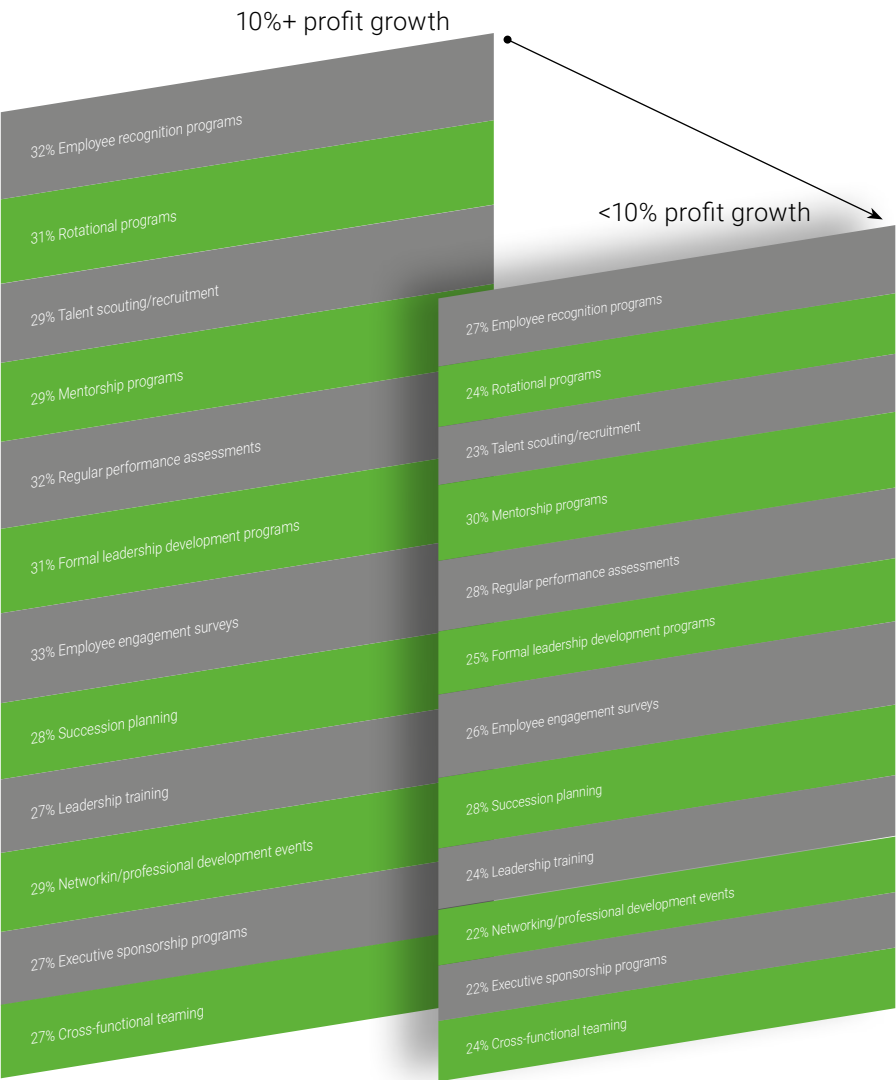 10%+ profit growth
32% Employee recognition programs
31% Rotational programs
29% Talent scouting/recruitment
29% Mentorship programs
32% Regular performance assessments
31% Formal leadership development programs
33% Employee engagement surveys
28% Succession planning
27% Leadership training
29% Networkin/professional development events
27% Executive sponsorship programs
27% Cross-functional teaming
<10% profit growth
27% Employee recognition programs
24% Rotational programs
23% Talent scouting/recruitment
30% Mentorship programs
28% Regular performance assessments
25% Formal leadership development programs
26% Employee engagement surveys
28% Succession planning
24% Leadership training
22% Networking/professional development events
22% Executive sponsorship programs
24% Cross-functional teaming